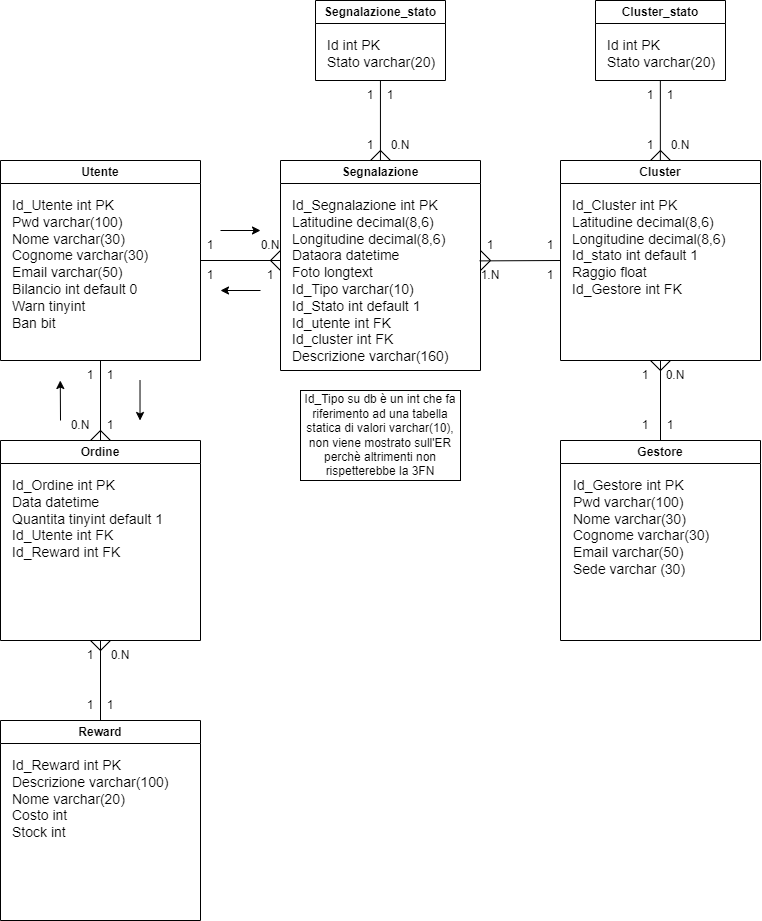 Segnalazione_stato
Id int PK
Stato varchar(20)
Cluster_stato
Id int PK
Stato varchar(20)
1 1
1 0.N
1 1
1 0.N
Utente
Id_Utente int PK
Pwd varchar(100)
Nome varchar(30)
Cognome varchar(30)
Email varchar(50)
Bilancio int default 0
Warn tinyint
Ban bit
1 0.N
1 1
Segnalazione
Id_Segnalazione int PK
Latitudine decimal(8,6)
Longitudine decimal(8,6)
Dataora datetime
Foto longtext
Id_Tipo varchar(10)
Id_Stato int default 1
Id_utente int FK
Id_cluster int FK
Descrizione varchar(160)
1 1
1.N 1
Cluster
Id_Cluster int PK
Latitudine decimal(8,6)
Longitudine decimal(8,6)
Id_stato int default 1
Raggio float
Id_Gestore int FK
1 1
0.N 1
Id_Tipo su db è un int che fa
riferimento ad una tabella
statica di valori varchar(10),
non viene mostrato sull'ER
perchè altrimenti non
rispetterebbe la 3FN
1 0.N
1 1
Ordine
Id_Ordine int PK
Data datetime
Quantita tinyint default 1
Id_Utente int FK
Id_Reward int FK
Gestore
Id_Gestore int PK
Pwd varchar(100)
Nome varchar(30)
Cognome varchar(30)
Email varchar(50)
Sede varchar (30)
1 0.N
1 1
Reward
Id_Reward int PK
Descrizione varchar(100)
Nome varchar(20)
Costo int
Stock int